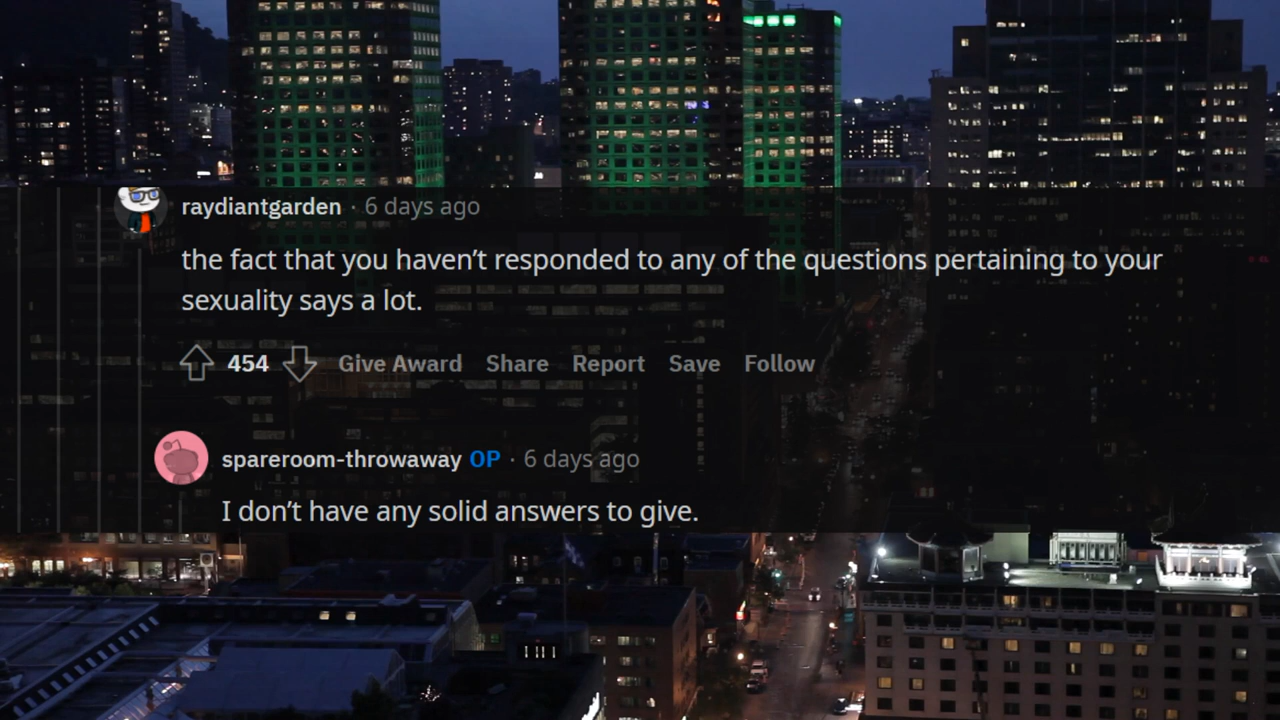 raydiantgarden · 6 days ago
the fact that you haven’t responded to any of the questions pertaining to your
sexuality says a lot.
454 Give Award Share Report Save Follow
spareroom-throwaway OP · 6 days ago
I don’t have any solid answers to give.